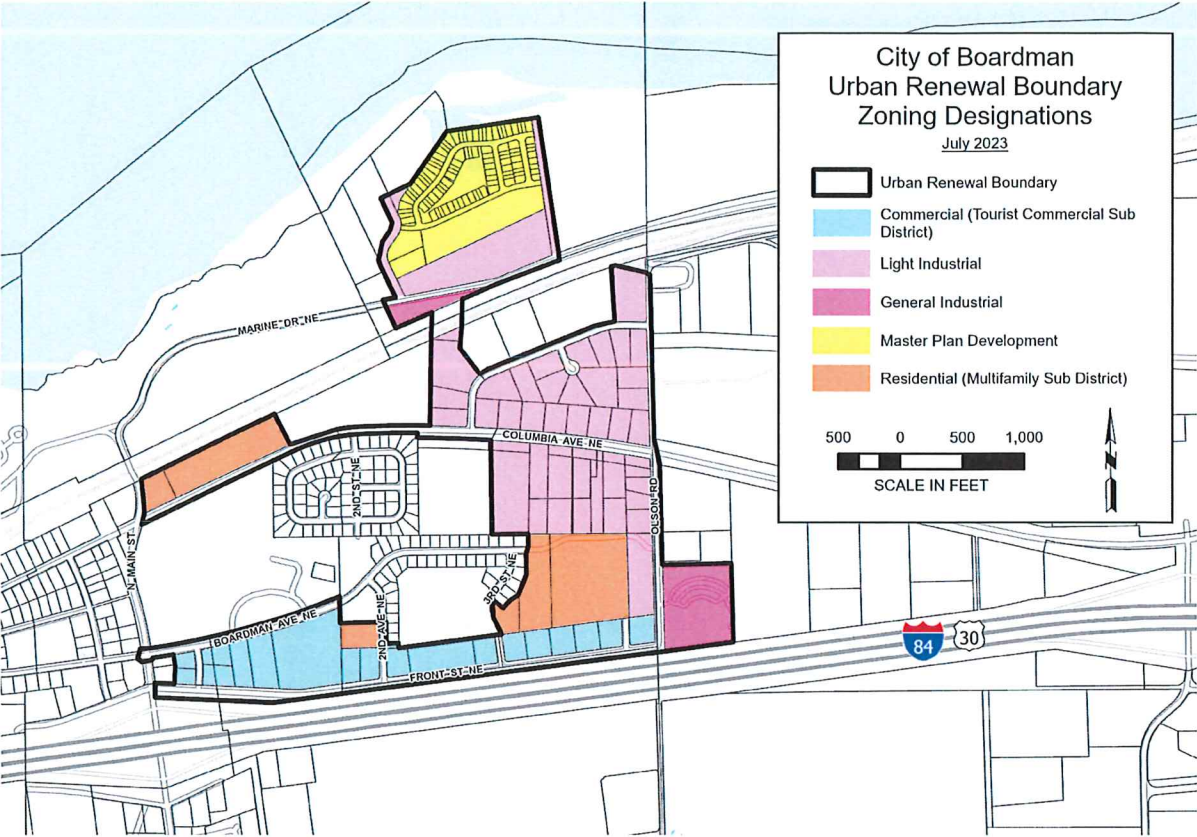 City of Boardman
Urban Renewal Boundary
Zoning Designations
July 2023
Urban Renewal Boundary
Commercial (Tourist Commercial Sub
District)
Light Industrial
General Industrial
Master Plan Development
Residential (Multifamily Sub District)
500 0 500 1,000
SCALE IN FEET
N
MARINE DR NE
COLUMBIA AVE NE
2ND ST NE
OLSON RD
N MAIN ST
3RD ST NE
BOARDMAN AVE NE
2ND AVE NE
FRONT ST NE
84
30